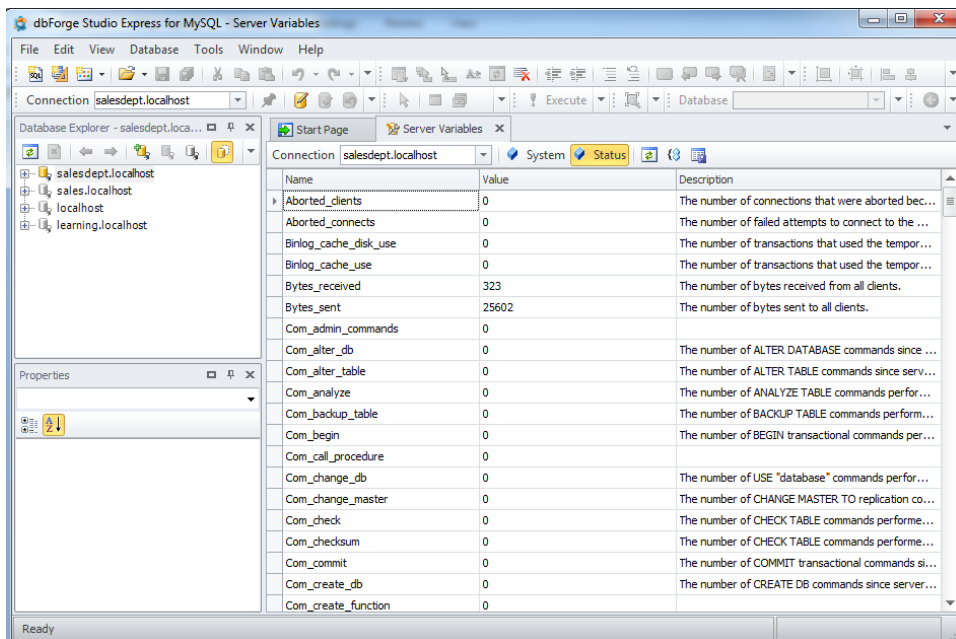 dbForge Studio Express for MySQL - Server Variables
File Edit View Database Tools Window Help
Connection salesdept.localhost Execute Database
Database Explorer - salesdept.loca...
Start Page Server Variables
Connection salesdept.localhost System Status
salesdept.localhost
sales.localhost
localhost
learning.localhost
Properties
Name Value Description
Aborted_clients 0 The number of connections that were aborted bec...
Aborted_connects 0 The number of failed attempts to connect to the ...
Binlog_cache_disk_use 0 The number of transactions that used the tempor...
Binlog_cache_use 0 The number of transactions that used the tempor...
Bytes_received 323 The number of bytes received from all clients.
Bytes_sent 25602 The number of bytes sent to all clients.
Com_admin_commands 0
Com_alter_db 0 The number of ALTER DATABASE commands since ...
Com_alter_table 0 The number of ALTER TABLE commands since serv...
Com_analyze 0 The number of ANALYZE TABLE commands perfor...
Com_backup_table 0 The number of BACKUP TABLE commands perform...
Com_begin 0 The number of BEGIN transactional commands per...
Com_call_procedure 0
Com_change_db 0 The number of USE "database" commands perfor...
Com_change_master 0 The number of CHANGE MASTER TO replication co...
Com_check 0 The number of CHECK TABLE commands performe...
Com_checksum 0 The number of CHECK TABLE commands performe...
Com_commit 0 The number of COMMIT transactional commands si...
Com_create_db 0 The number of CREATE DB commands since server...
Com_create_function 0
Ready